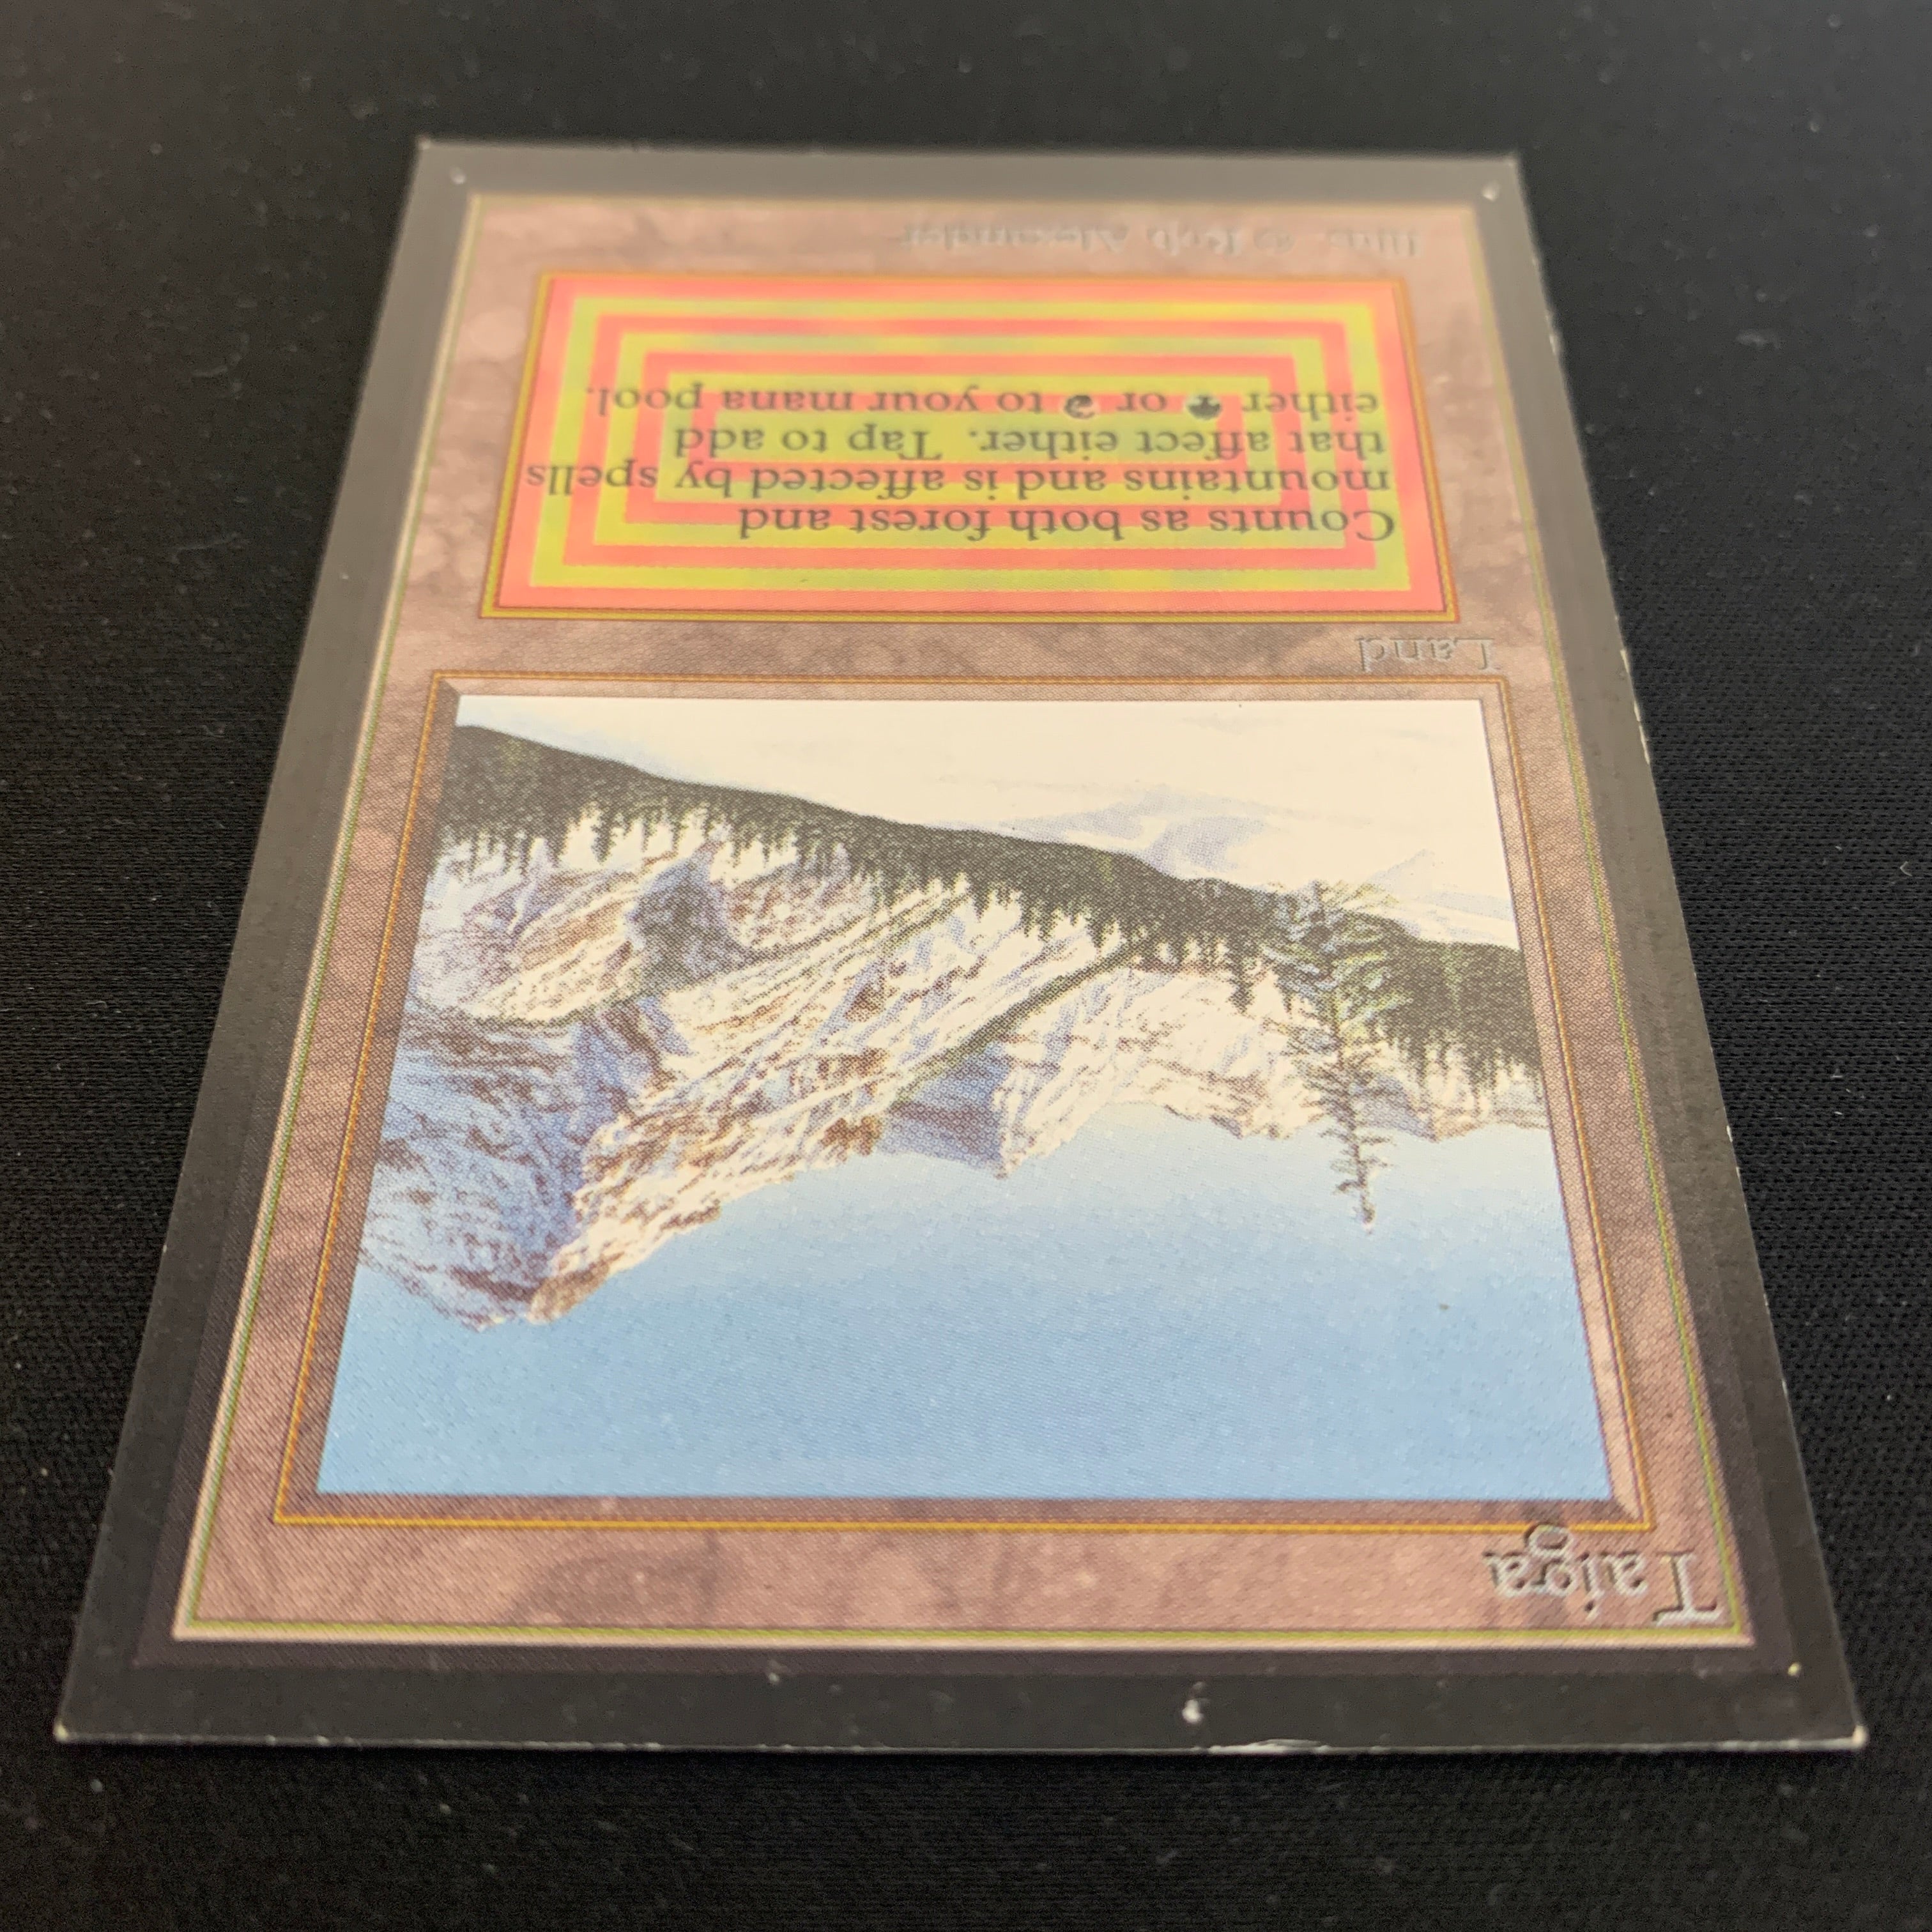 Taiga
Land
Counts as both forest and
mountains and is affected by spells
that affect either. Tap to add
either or to your mana pool.
Illus. © Rob Alexander